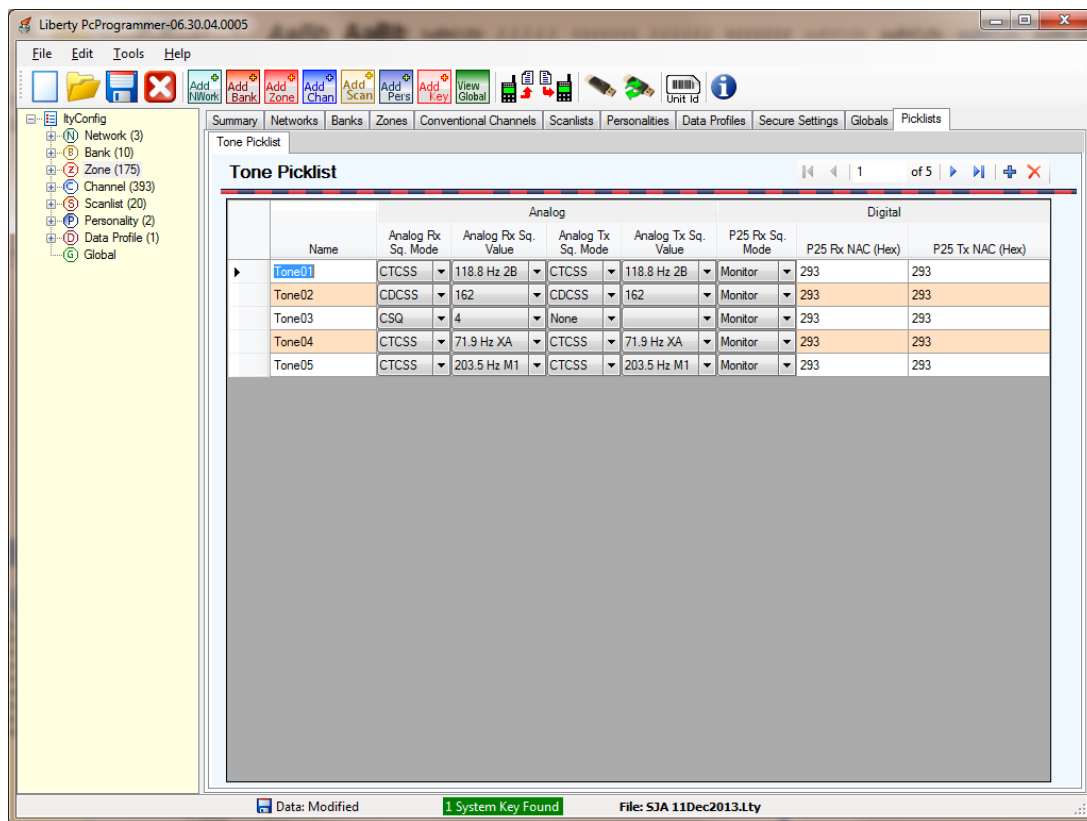 Liberty PcProgrammer-06.30.04.0005
File Edit Tools Help
Add NWork Add Bank Add Zone Add Chan Add Scan Add Pers Add Key View Global Unit Id
ltyConfig
Network (3)
Bank (10)
Zone (175)
Channel (393)
Scanlist (20)
Personality (2)
Data Profile (1)
Global
Summary Networks Banks Zones Conventional Channels Scanlists Personalities Data Profiles Secure Settings Globals Picklists
Tone Picklist
Tone Picklist 1 of 5
Analog Digital
Name Analog Rx Sq. Mode Analog Rx Sq. Value Analog Tx Sq. Mode Analog Tx Sq. Value P25 Rx Sq. Mode P25 Rx NAC (Hex) P25 Tx NAC (Hex)
Tone01 CTCSS 118.8 Hz 2B CTCSS 118.8 Hz 2B Monitor 293 293
Tone02 CDCSS 162 CDCSS 162 Monitor 293 293
Tone03 CSQ 4 None Monitor 293 293
Tone04 CTCSS 71.9 Hz XA CTCSS 71.9 Hz XA Monitor 293 293
Tone05 CTCSS 203.5 Hz M1 CTCSS 203.5 Hz M1 Monitor 293 293
Data: Modified 1 System Key Found File: SJA 11Dec2013.Lty